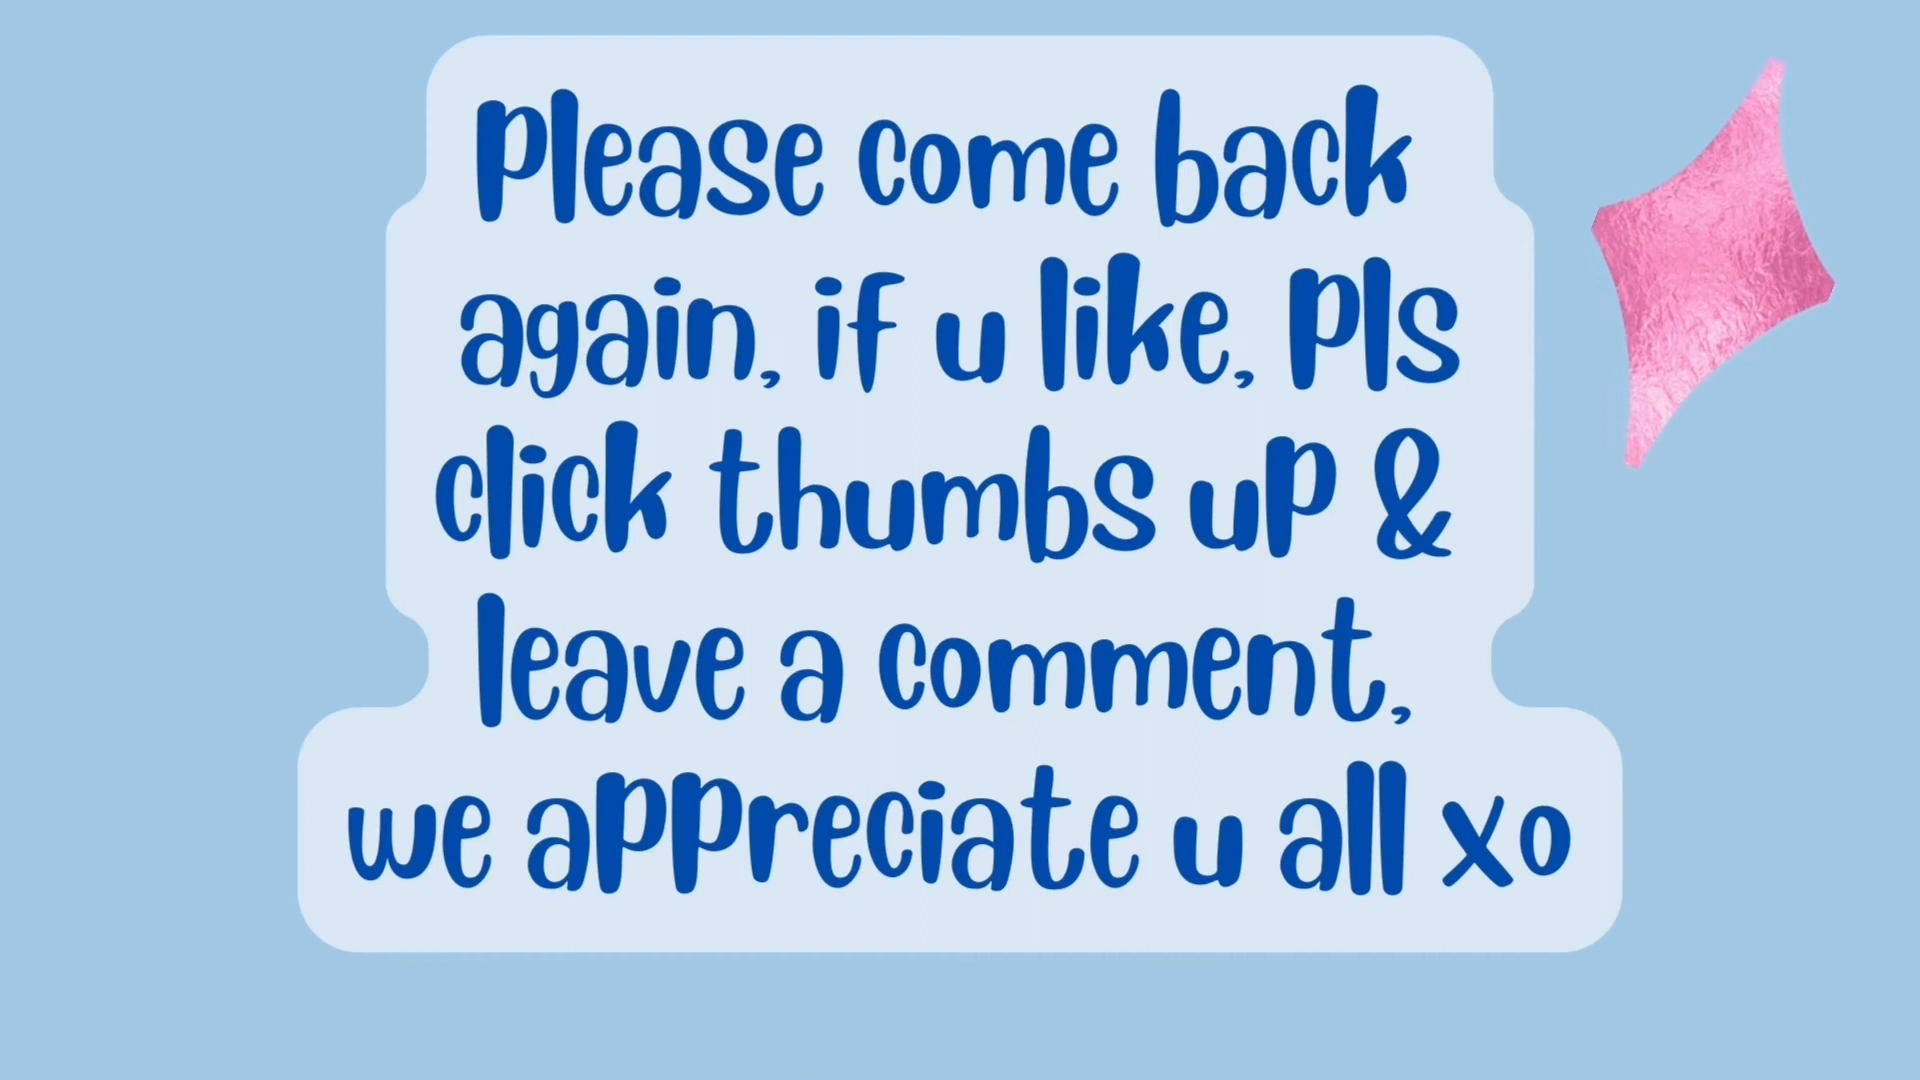 Please come back
again, if u like, pls
click thumbs up &
leave a comment,
we appreciate u all xo